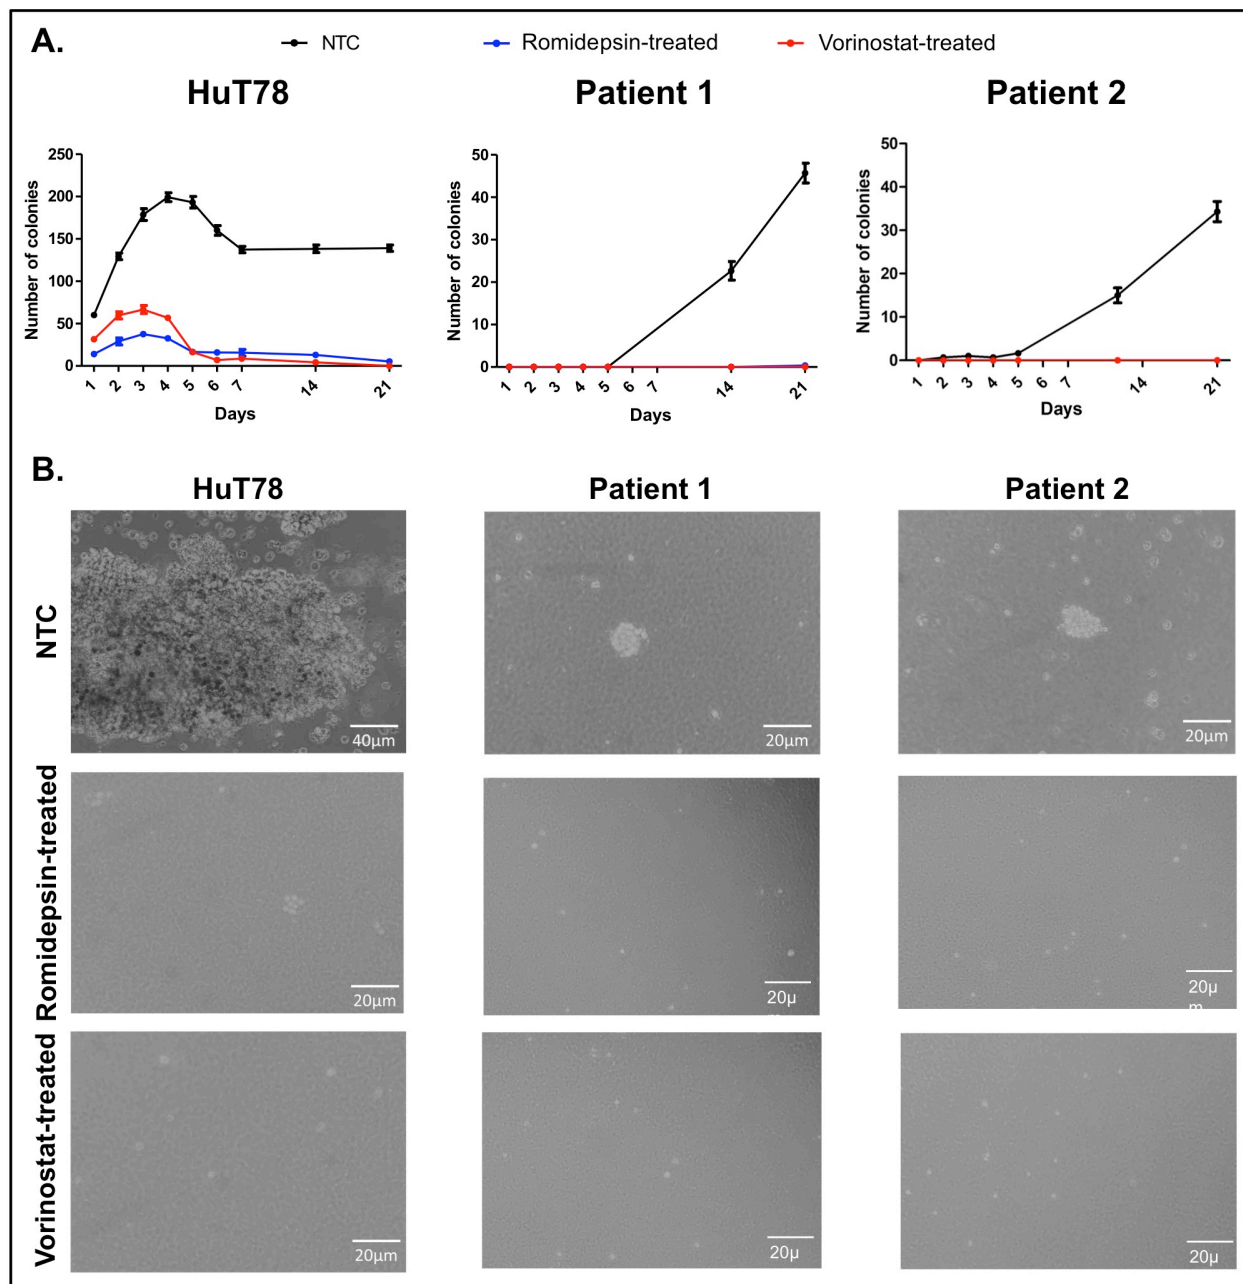 A.
NTC
Romidepsin-treated
Vorinostat-treated
HuT78
Patient 1
Patient 2
Number of colonies
250
200
150
100
50
0
1
2
3
4
5
6
7
14
21
Days
Number of colonies
50
40
30
20
10
0
1
2
3
4
5
6
7
14
21
Days
Number of colonies
50
40
30
20
10
0
1
2
3
4
5
6
7
14
21
Days
B.
HuT78
Patient 1
Patient 2
NTC
40µm
20µm
20µm
Romidepsin-treated
20µm
20µ
20µ
m
Vorinostat-treated
20µm
20µ
20µ